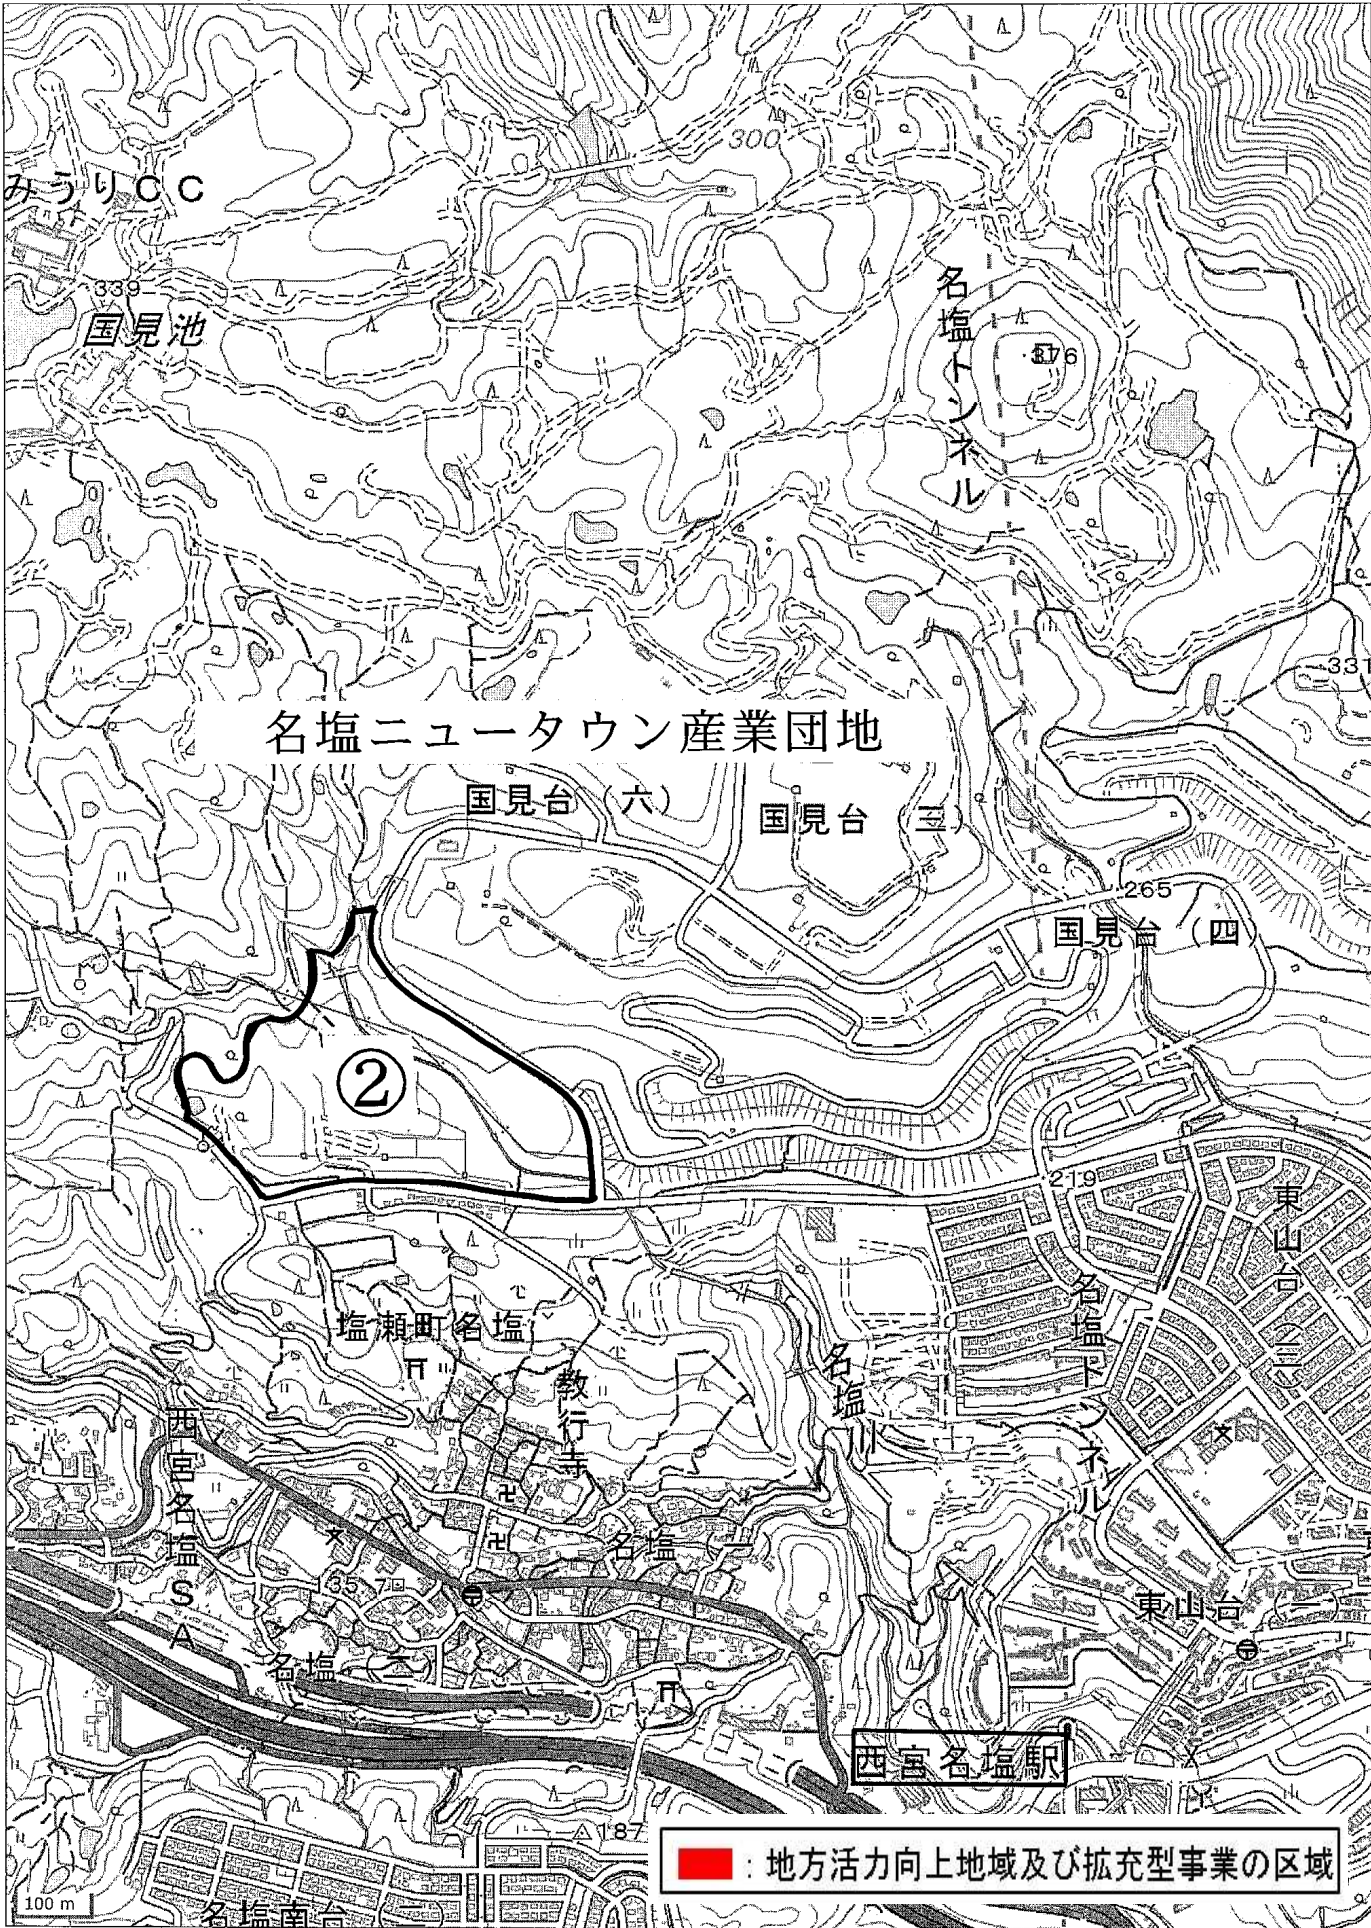 300
みうりCC
339
国見池
名塩トンネル
376
331
名塩ニュータウン産業団地
国見台(六)
国見台(三)
265
国見台(四)
②
219
東山台(三)
塩瀬町名塩
教行寺
名塩川
名塩トンネル
西宮名塩SA
名塩(一)
135.7
東山台(一)
名塩(二)
西宮名塩駅
187
:地方活力向上地域及び拡充型事業の区域
100 m
名塩南台(二)